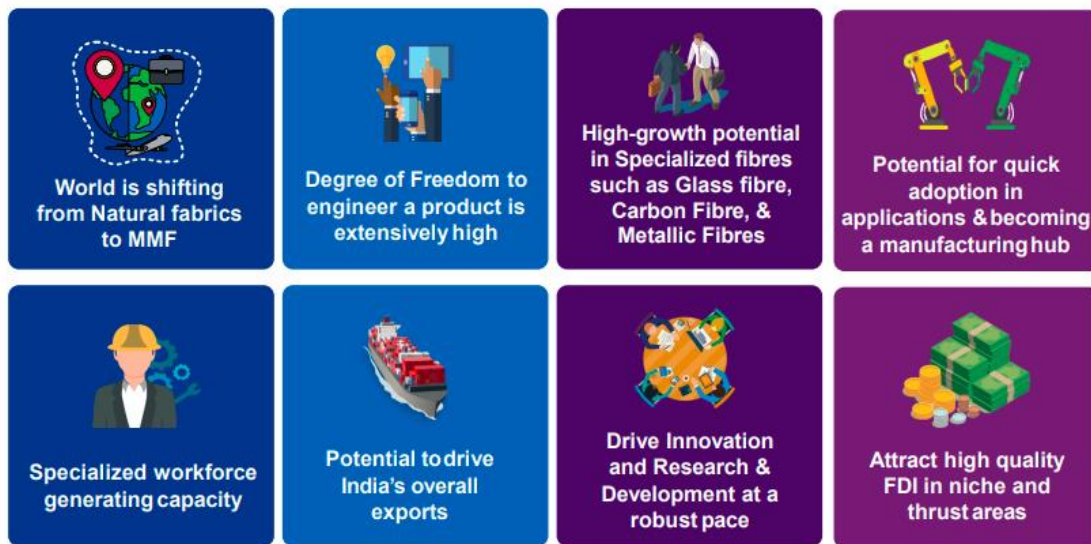 World is shifting
from Natural fabrics
to MMF
Degree of Freedom to
engineer a product is
extensively high
High-growth potential
in Specialized fibres
such as Glass fibre,
Carbon Fibre, &
Metallic Fibres
Potential for quick
adoption in
applications & becoming
a manufacturing hub
Specialized workforce
generating capacity
Potential to drive
India's overall
exports
Drive Innovation
and Research &
Development at a
robust pace
Attract high quality
FDI in niche and
thrust areas